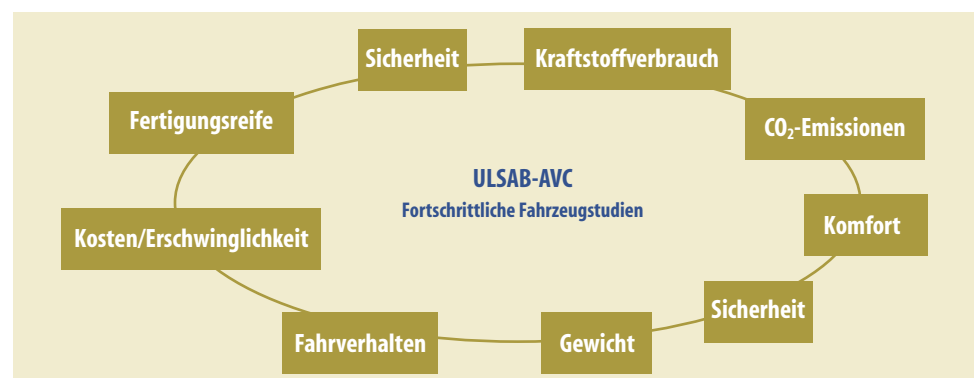 Sicherheit
Kraftstoffverbrauch
Fertigungsreife
CO₂-Emissionen
ULSAB-AVC
Fortschrittliche Fahrzeugstudien
Kosten/Erschwinglichkeit
Komfort
Sicherheit
Fahrverhalten
Gewicht